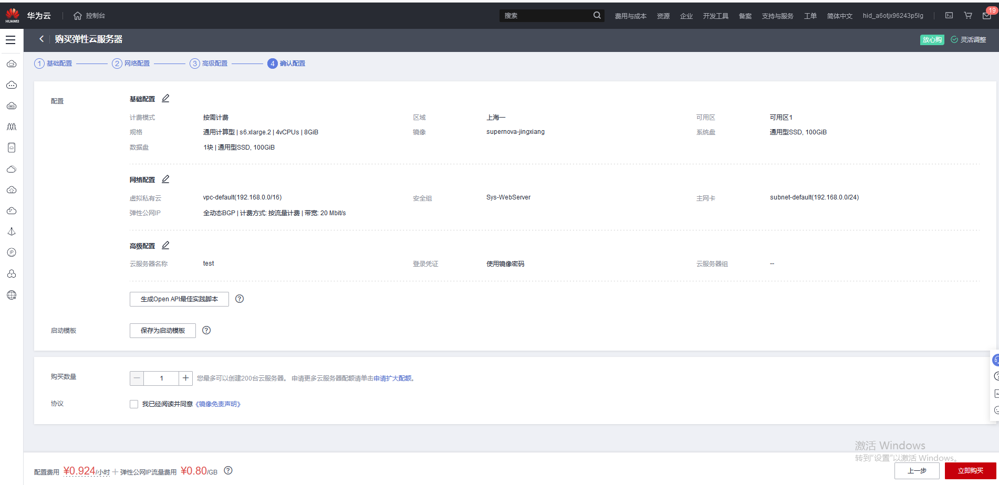 HUAWEI
华为云
控制台
搜索
费用与成本
资源
企业
开发工具
备案
支持与服务
工单
简体中文
hid_a6otjx96243p5lg
19
购买弹性云服务器
放心购
灵活调整
1 基础配置
2 网络配置
3 高级配置
4 确认配置
配置
基础配置
计费模式 按需计费 区域 上海一 可用区 可用区1
规格 通用计算型 | s6.xlarge.2 | 4vCPUs | 8GiB 镜像 supernova-jingxiang 系统盘 通用型SSD, 100GiB
数据盘 1块 | 通用型SSD, 100GiB
网络配置
虚拟私有云 vpc-default(192.168.0.0/16) 安全组 Sys-WebServer 主网卡 subnet-default(192.168.0.0/24)
弹性公网IP 全动态BGP | 计费方式: 按流量计费 | 带宽: 20 Mbit/s
高级配置
云服务器名称 test 登录凭证 使用镜像密码 云服务器组 --
生成Open API最佳实践脚本
启动模板 保存为启动模板
购买数量 1 您最多可以创建200台云服务器。 申请更多云服务器配额请单击申请扩大配额。
协议 我已经阅读并同意《镜像免责声明》
激活 Windows
转到“设置”以激活 Windows。
配置费用 ¥0.924/小时 + 弹性公网IP流量费用 ¥0.80/GB
上一步
立即购买